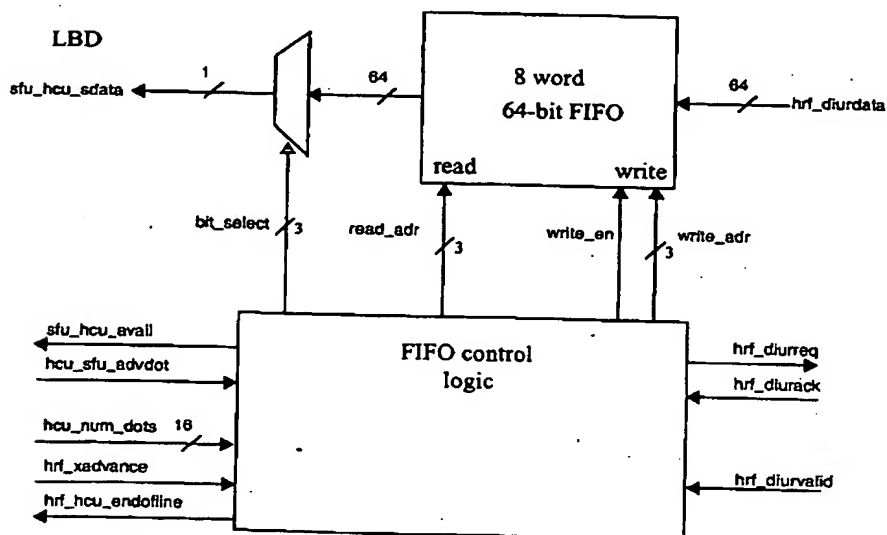 LBD
1
64
8 word
64
sfu_hcu_sdata
64-bit FIFO
hrf_diurdata
read
write
bit_select
3
read_adr
3
write_en
3
write_adr
sfu_hcu_avail
hcu_sfu_advdot
FIFO control
logic
hrf_diurreq
hrf_diurack
hcu_num_dots
16
hrf_xadvance
hrf_hcu_endofline
hrf_diurvalid